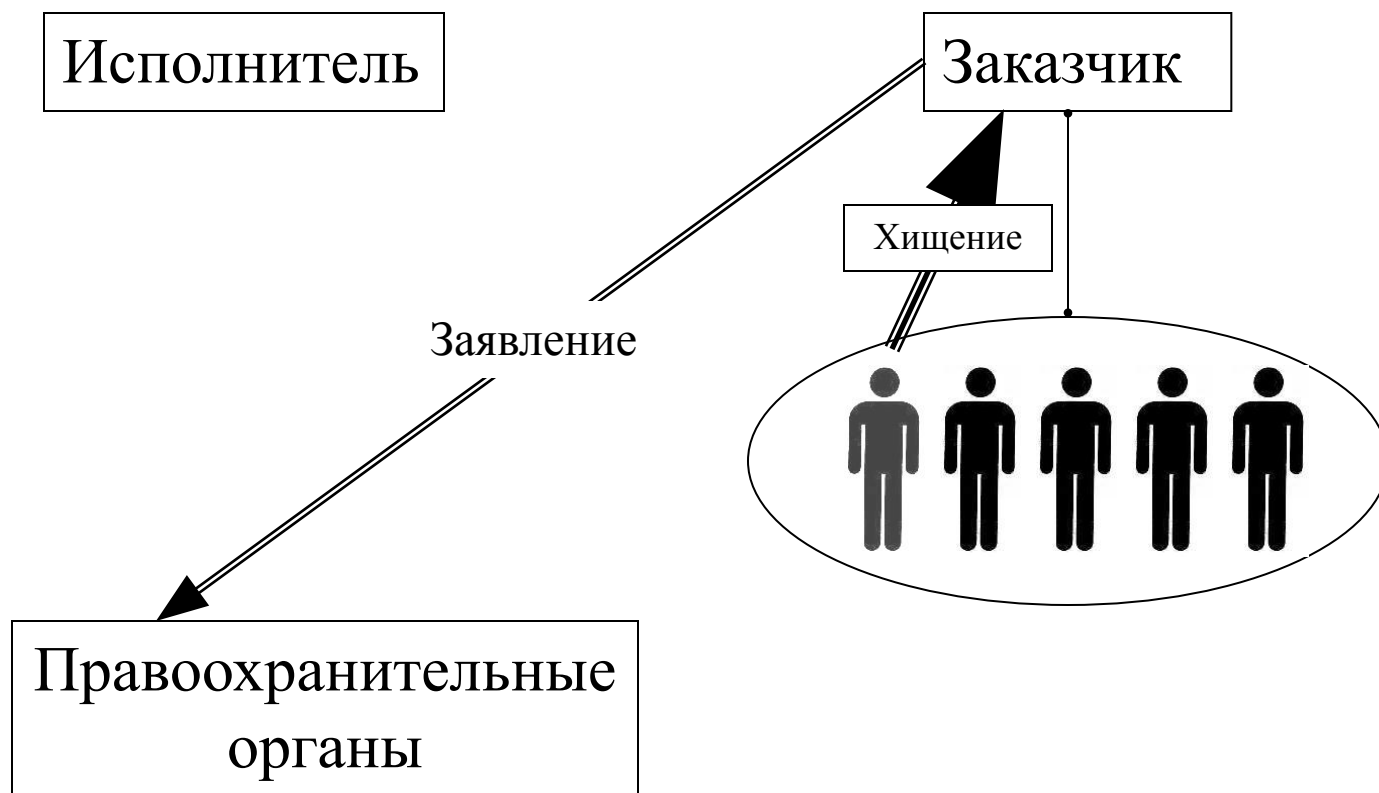 Исполнитель
Заказчик
Хищение
Заявление
Правоохранительные
органы